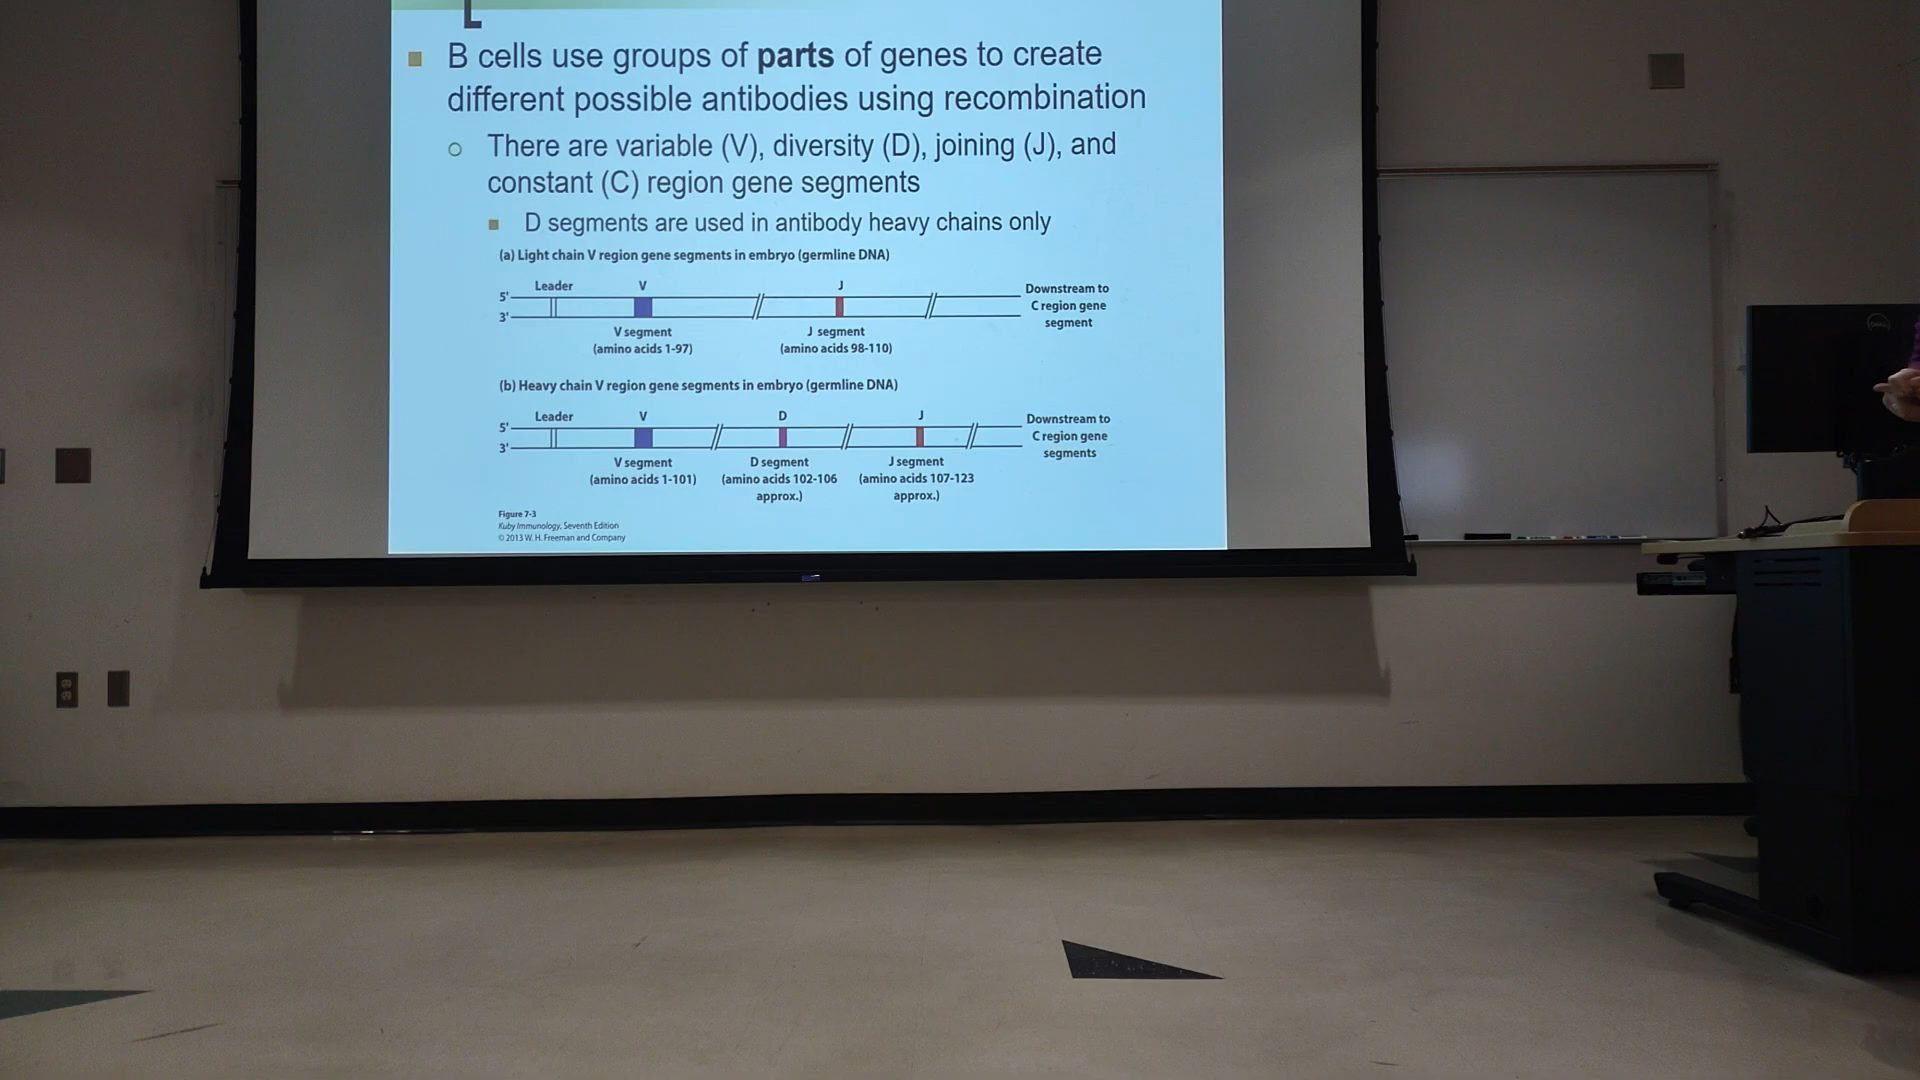 B cells use groups of parts of genes to create
different possible antibodies using recombination
There are variable (V), diversity (D), joining (J), and
constant (C) region gene segments
D segments are used in antibody heavy chains only
(a) Light chain V region gene segments in embryo (germline DNA)
Leader V J
5'
3'
Downstream to
C region gene
segment
V segment
(amino acids 1-97)
J segment
(amino acids 98-110)
(b) Heavy chain V region gene segments in embryo (germline DNA)
Leader V D J
5'
3'
Downstream to
C region gene
segments
V segment
(amino acids 1-101)
D segment
(amino acids 102-106
approx.)
J segment
(amino acids 107-123
approx.)
Figure 7-3
Kuby Immunology, Seventh Edition
© 2013 W. H. Freeman and Company
DELL